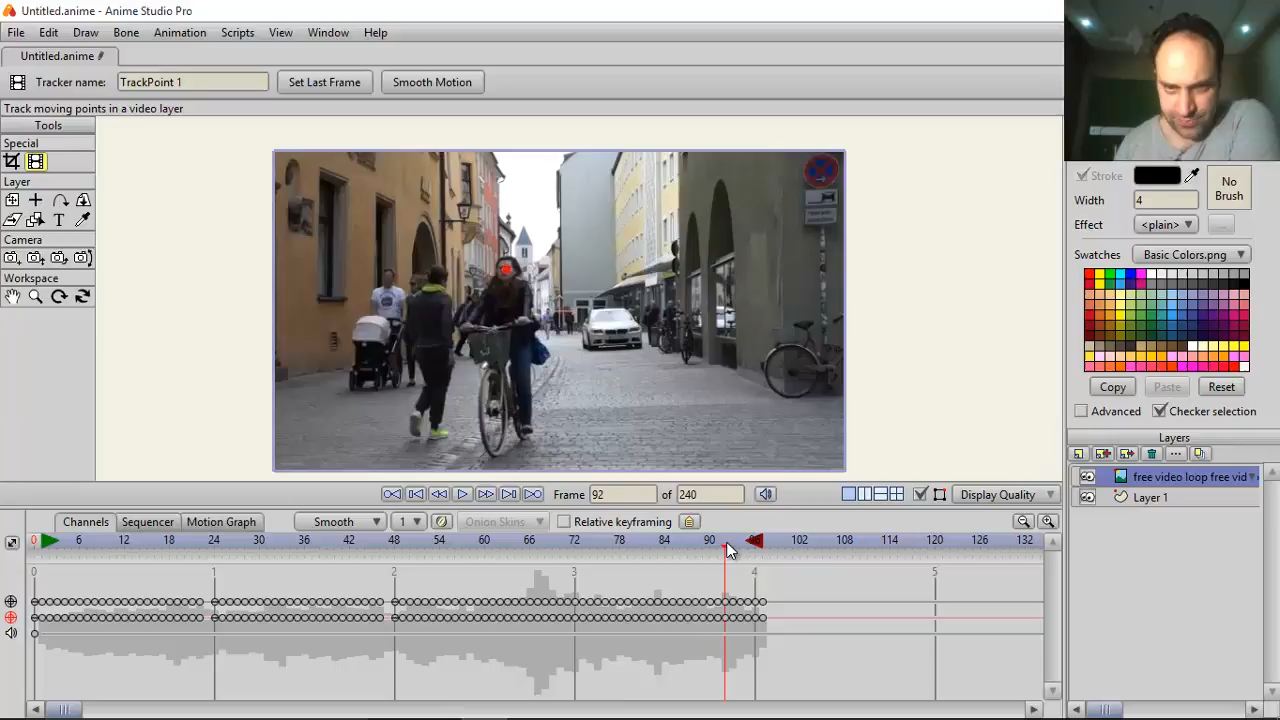 Untitled.anime - Anime Studio Pro
File Edit Draw Bone Animation Scripts View Window Help
Untitled.anime
Tracker name: TrackPoint 1 Set Last Frame Smooth Motion
Track moving points in a video layer
Tools
Special
Layer
T
Camera
Workspace
Stroke
No Brush
Width 4
Effect <plain> ...
Swatches Basic Colors.png
Copy Paste Reset
Advanced Checker selection
Layers
free video loop free vid
Layer 1
Frame 92 of 240 Display Quality
Channels Sequencer Motion Graph Smooth 1 Onion Skins Relative keyframing
0 6 12 18 24 30 36 42 48 54 60 66 72 78 84 90 96 102 108 114 120 126 132
0 1 2 3 4 5